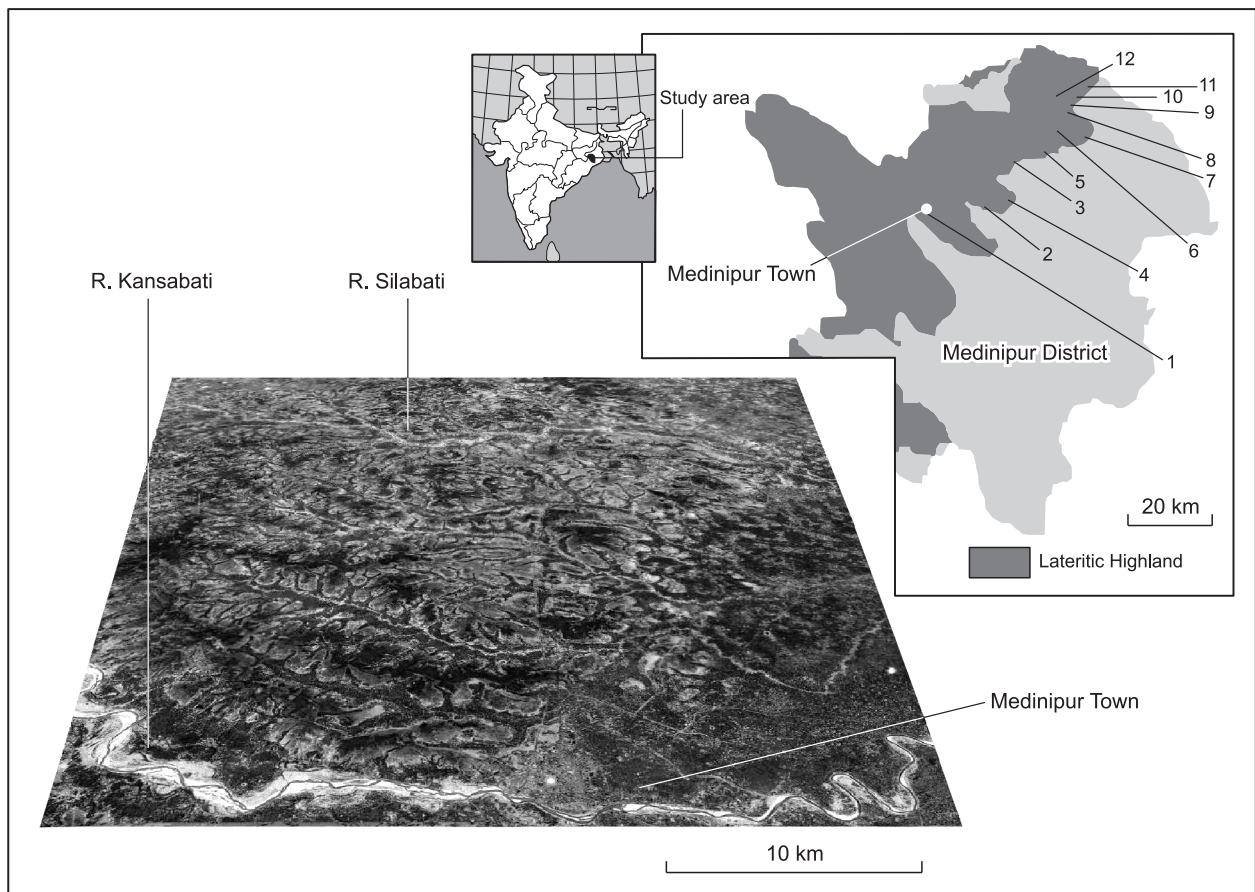 Study area
12
11
10
9
8
7
5
3
6
2
4
Medinipur Town
1
Medinipur District
20 km
Lateritic Highland
R. Kansabati
R. Silabati
Medinipur Town
10 km